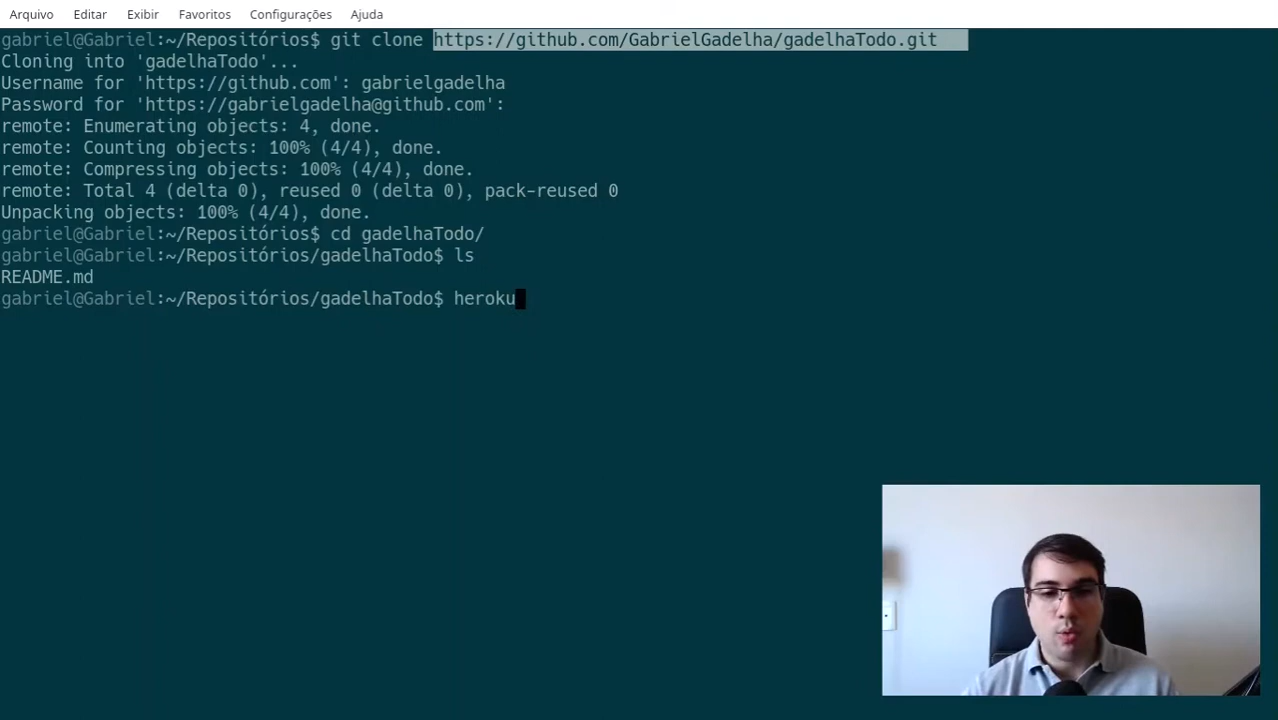 Arquivo Editar Exibir Favoritos Configurações Ajuda
gabriel@Gabriel:~/Repositórios$ git clone https://github.com/GabrielGadelha/gadelhaTodo.git
Cloning into 'gadelhaTodo'...
Username for 'https://github.com': gabrielgadelha
Password for 'https://gabrielgadelha@github.com':
remote: Enumerating objects: 4, done.
remote: Counting objects: 100% (4/4), done.
remote: Compressing objects: 100% (4/4), done.
remote: Total 4 (delta 0), reused 0 (delta 0), pack-reused 0
Unpacking objects: 100% (4/4), done.
gabriel@Gabriel:~/Repositórios$ cd gadelhaTodo/
gabriel@Gabriel:~/Repositórios/gadelhaTodo$ ls
README.md
gabriel@Gabriel:~/Repositórios/gadelhaTodo$ heroku